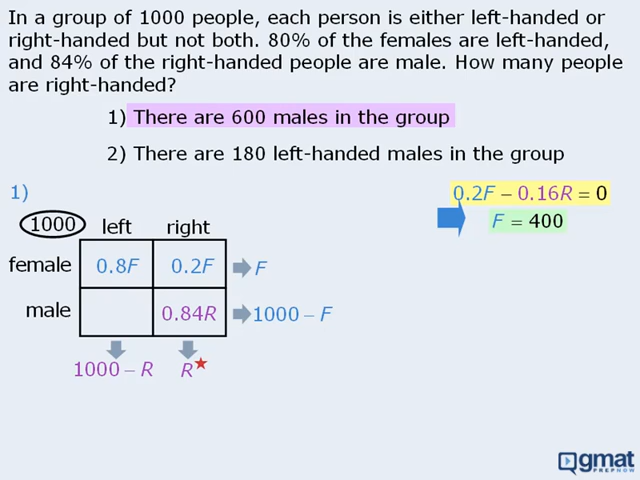 In a group of 1000 people, each person is either left-handed or
right-handed but not both. 80% of the females are left-handed,
and 84% of the right-handed people are male. How many people
are right-handed?
1) There are 600 males in the group
2) There are 180 left-handed males in the group
1)
0.2F – 0.16R = 0
F = 400
1000 left right
female 0.8F 0.2F F
male 0.84R 1000 – F
1000 – R R
gmat
PREPNOW